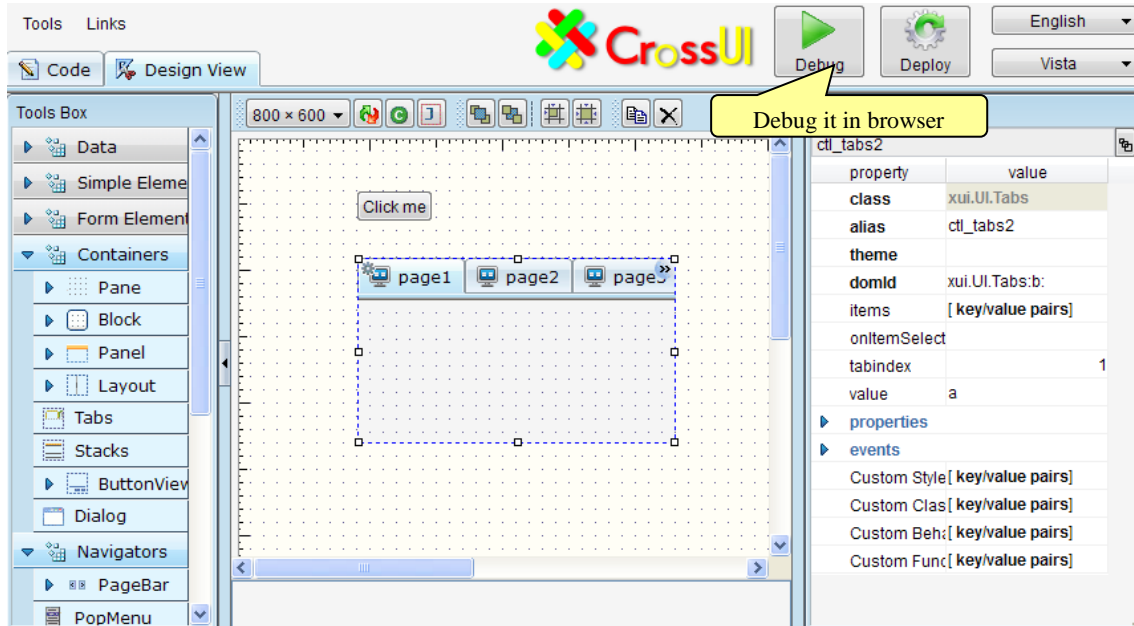 Tools Links
CrossUI
Debug
Deploy
English
Vista
Code
Design View
Debug it in browser
Tools Box
Data
Simple Eleme
Form Element
Containers
Pane
Block
Panel
Layout
Tabs
Stacks
ButtonView
Dialog
Navigators
PageBar
PopMenu
800 × 600
C
J
Click me
page1
page2
page3
ctl_tabs2
property value
class xui.UI.Tabs
alias ctl_tabs2
theme
domId xui.UI.Tabs:b:
items [ key/value pairs]
onItemSelect
tabindex 1
value a
properties
events
Custom Style [ key/value pairs]
Custom Clas [ key/value pairs]
Custom Beha [ key/value pairs]
Custom Func [ key/value pairs]